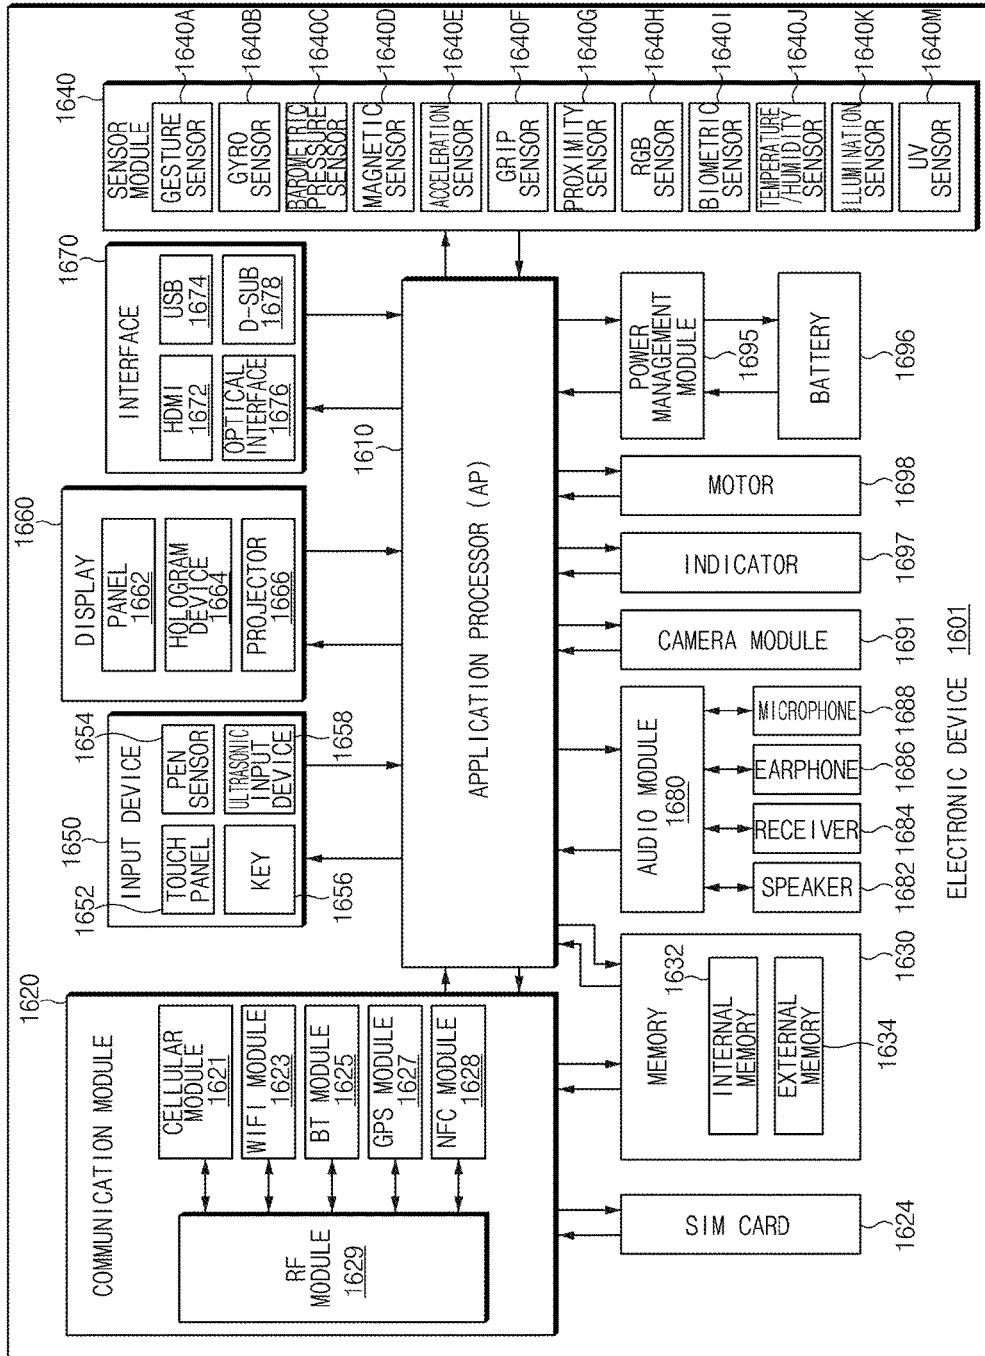 ELECTRONIC DEVICE 1601
COMMUNICATION MODULE
1620
RF
MODULE
1629
CELLULAR
MODULE
1621
WIFI MODULE
1623
BT MODULE
1625
GPS MODULE
1627
NFC MODULE
1628
SIM CARD
1624
MEMORY
1630
INTERNAL
MEMORY
1632
EXTERNAL
MEMORY
1634
INPUT DEVICE
1650
TOUCH
PANEL
1652
PEN
SENSOR
1654
KEY
1656
ULTRASONIC
INPUT
DEVICE
1658
DISPLAY
1660
PANEL
1662
HOLOGRAM
DEVICE
1664
PROJECTOR
1666
INTERFACE
1670
HDMI
1672
USB
1674
OPTICAL
INTERFACE
1676
D-SUB
1678
APPLICATION PROCESSOR (AP)
1610
AUDIO MODULE
1680
SPEAKER
1682
RECEIVER
1684
EARPHONE
1686
MICROPHONE
1688
CAMERA MODULE
1691
INDICATOR
1697
MOTOR
1698
POWER
MANAGEMENT
MODULE
1695
BATTERY
1696
SENSOR
MODULE
1640
GESTURE
SENSOR
1640A
GYRO
SENSOR
1640B
BAROMETRIC
PRESSURE
SENSOR
1640C
MAGNETIC
SENSOR
1640D
ACCELERATION
SENSOR
1640E
GRIP
SENSOR
1640F
PROXIMITY
SENSOR
1640G
RGB
SENSOR
1640H
BIOMETRIC
SENSOR
1640I
TEMPERATURE
/HUMIDITY
SENSOR
1640J
ILLUMINATION
SENSOR
1640K
UV
SENSOR
1640M